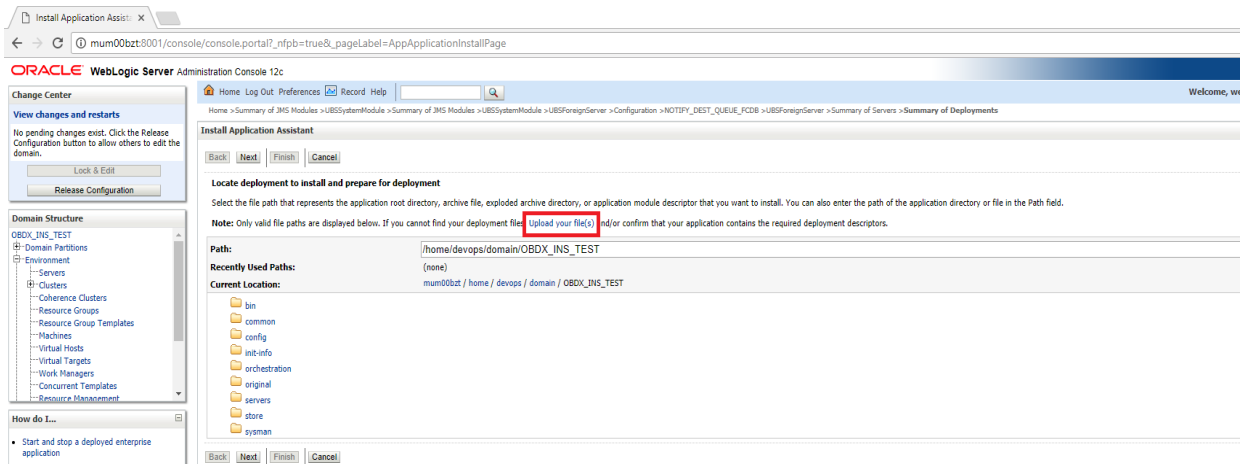 Install Application Assista
mum00bzt:8001/console/console.portal?_nfpb=true&_pageLabel=AppApplicationInstallPage
ORACLE WebLogic Server Administration Console 12c
Change Center
View changes and restarts
No pending changes exist. Click the Release
Configuration button to allow others to edit the
domain.
Lock & Edit
Release Configuration
Domain Structure
OBDX_INS_TEST
Domain Partitions
Environment
Servers
Clusters
Coherence Clusters
Resource Groups
Resource Group Templates
Machines
Virtual Hosts
Virtual Targets
Work Managers
Concurrent Templates
Resource Management
How do I...
Start and stop a deployed enterprise
application
Home Log Out Preferences Record Help
Welcome, we
Home >Summary of JMS Modules >UBSSystemModule >Summary of JMS Modules >UBSSystemModule >UBSForeignServer >Configuration >NOTIFY_DEST_QUEUE_FCDB >UBSForeignServer >Summary of Servers >Summary of Deployments
Install Application Assistant
Back Next Finish Cancel
Locate deployment to install and prepare for deployment
Select the file path that represents the application root directory, archive file, exploded archive directory, or application module descriptor that you want to install. You can also enter the path of the application directory or file in the Path field.
Note: Only valid file paths are displayed below. If you cannot find your deployment files, Upload your file(s) and/or confirm that your application contains the required deployment descriptors.
Path: /home/devops/domain/OBDX_INS_TEST
Recently Used Paths: (none)
Current Location: mum00bzt / home / devops / domain / OBDX_INS_TEST
bin
common
config
init-info
orchestration
original
servers
store
sysman
Back Next Finish Cancel